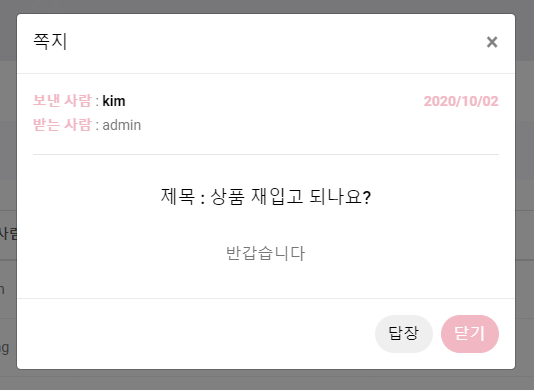 쪽지 ×
보낸 사람 : kim 2020/10/02
받는 사람 : admin
제목 : 상품 재입고 되나요?
반갑습니다
답장 닫기